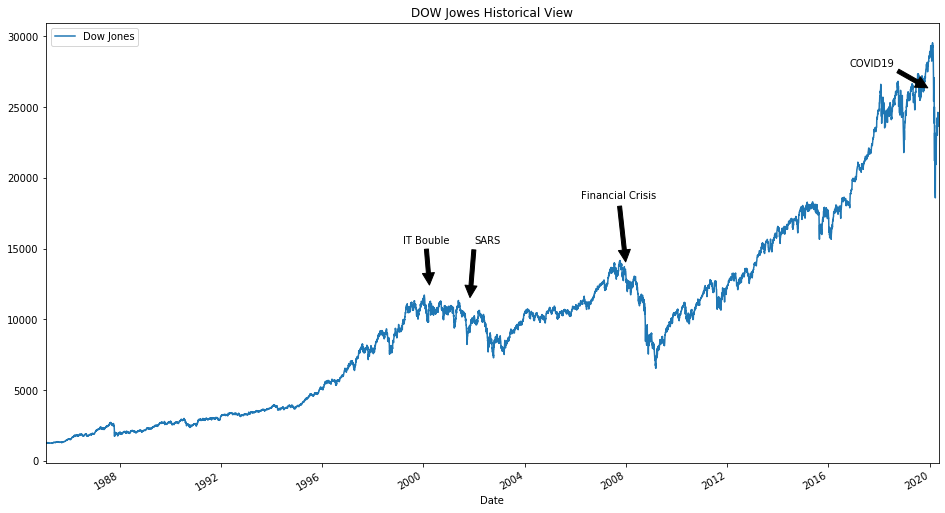 DOW Jowes Historical View
Dow Jones
30000
25000
20000
15000
10000
5000
0
COVID19
Financial Crisis
IT Bouble
SARS
1988
1992
1996
2000
2004
2008
2012
2016
2020
Date